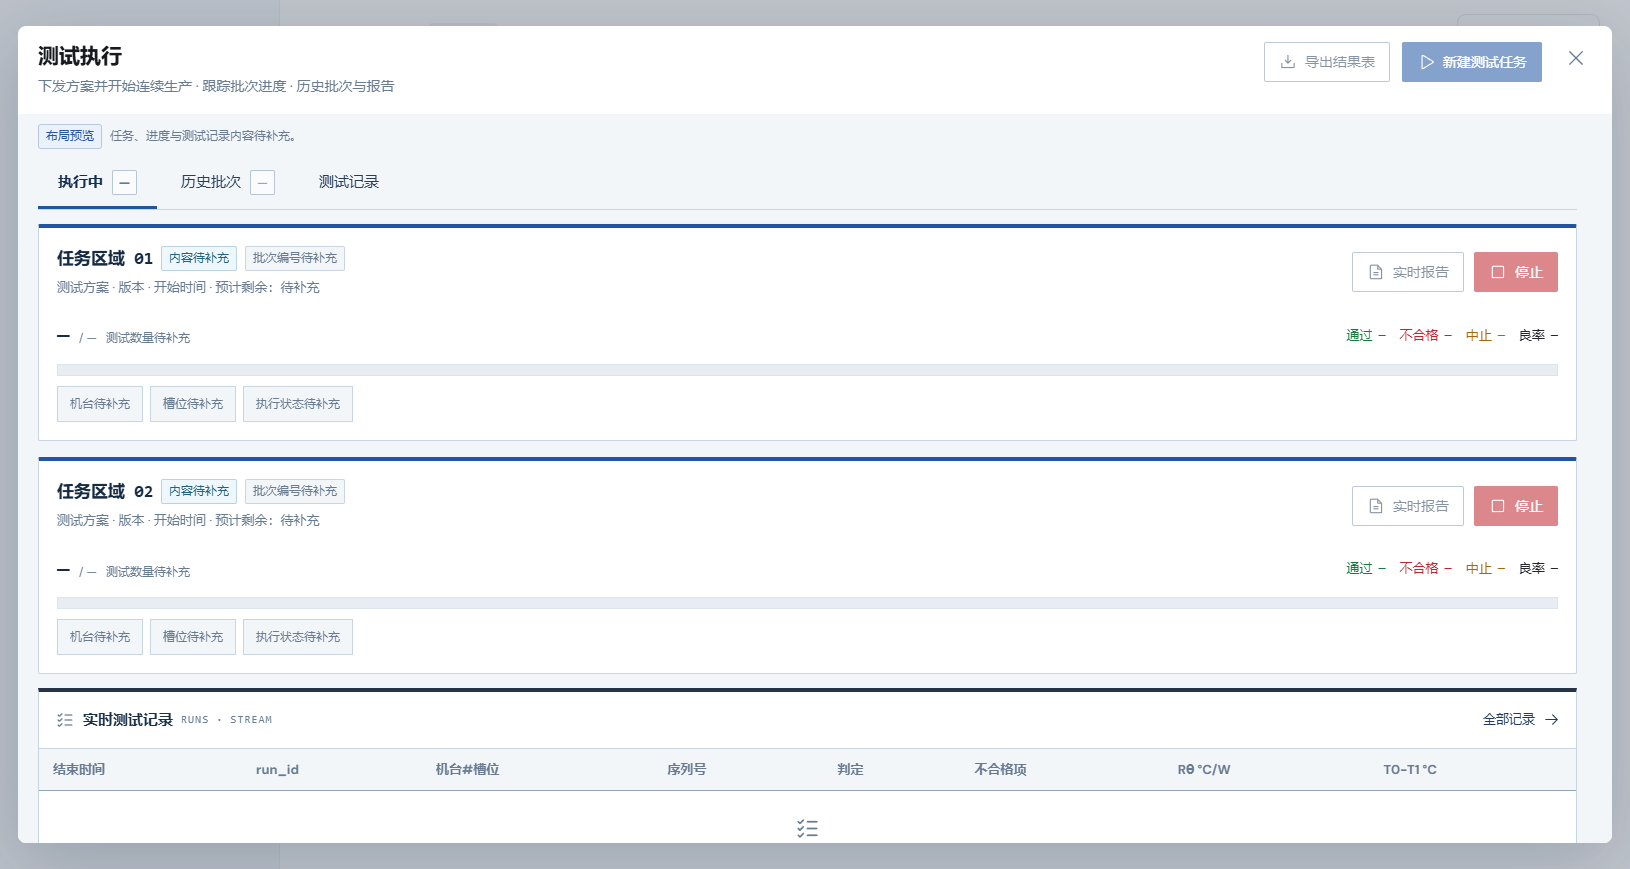 测试执行
下发方案并开始连续生产 · 跟踪批次进度 · 历史批次与报告
导出结果表
新建测试任务
布局预览 任务、进度与测试记录内容待补充。
执行中 — 历史批次 — 测试记录
任务区域 01 内容待补充 批次编号待补充
测试方案 · 版本 · 开始时间 · 预计剩余：待补充
实时报告 停止
— / — 测试数量待补充
通过 — 不合格 — 中止 — 良率 —
机台待补充 槽位待补充 执行状态待补充
任务区域 02 内容待补充 批次编号待补充
测试方案 · 版本 · 开始时间 · 预计剩余：待补充
实时报告 停止
— / — 测试数量待补充
通过 — 不合格 — 中止 — 良率 —
机台待补充 槽位待补充 执行状态待补充
实时测试记录 RUNS · STREAM
全部记录 →
结束时间 run_id 机台#槽位 序列号 判定 不合格项 Rθ °C/W T0-T1 °C